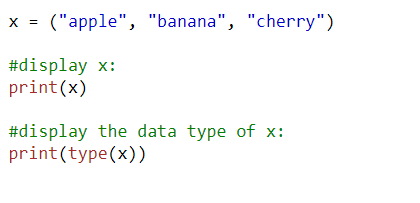 x = ("apple", "banana", "cherry")
#display x:
print(x)
#display the data type of x:
print(type(x))